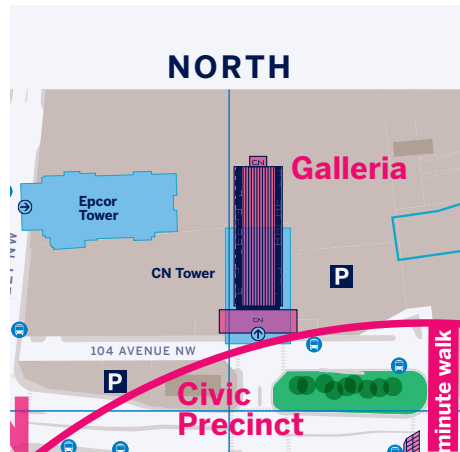 NORTH
CN
Galleria
Epcor
Tower
CN Tower
P
CN
104 AVENUE NW
P
Civic
Precinct
minute walk
NW